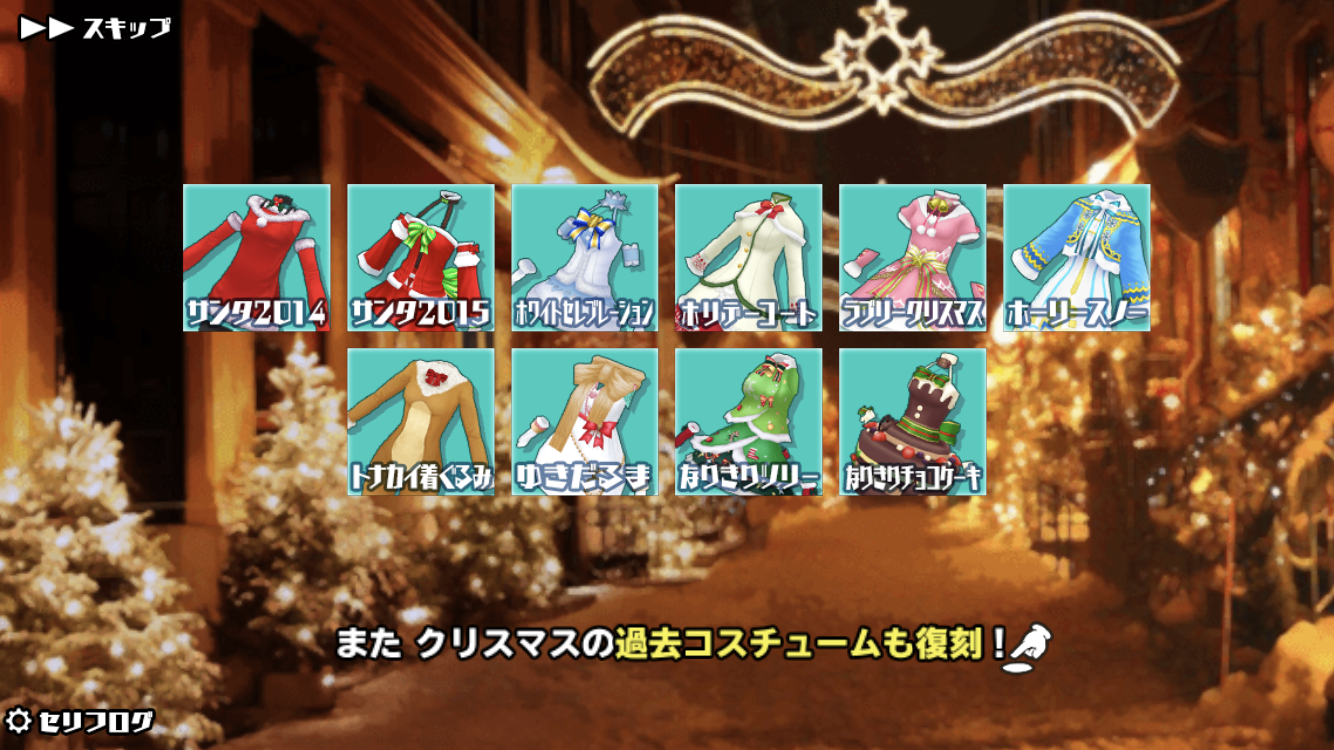 スキップ
サンタ2014
サンタ2015
ホワイトセレブレーション
ホリデーコート
ラブリークリスマス
ホーリースノー
トナカイ着ぐるみ
ゆきだるま
なりきりツリー
なりきりチョコケーキ
また クリスマスの過去コスチュームも復刻！
セリフログ